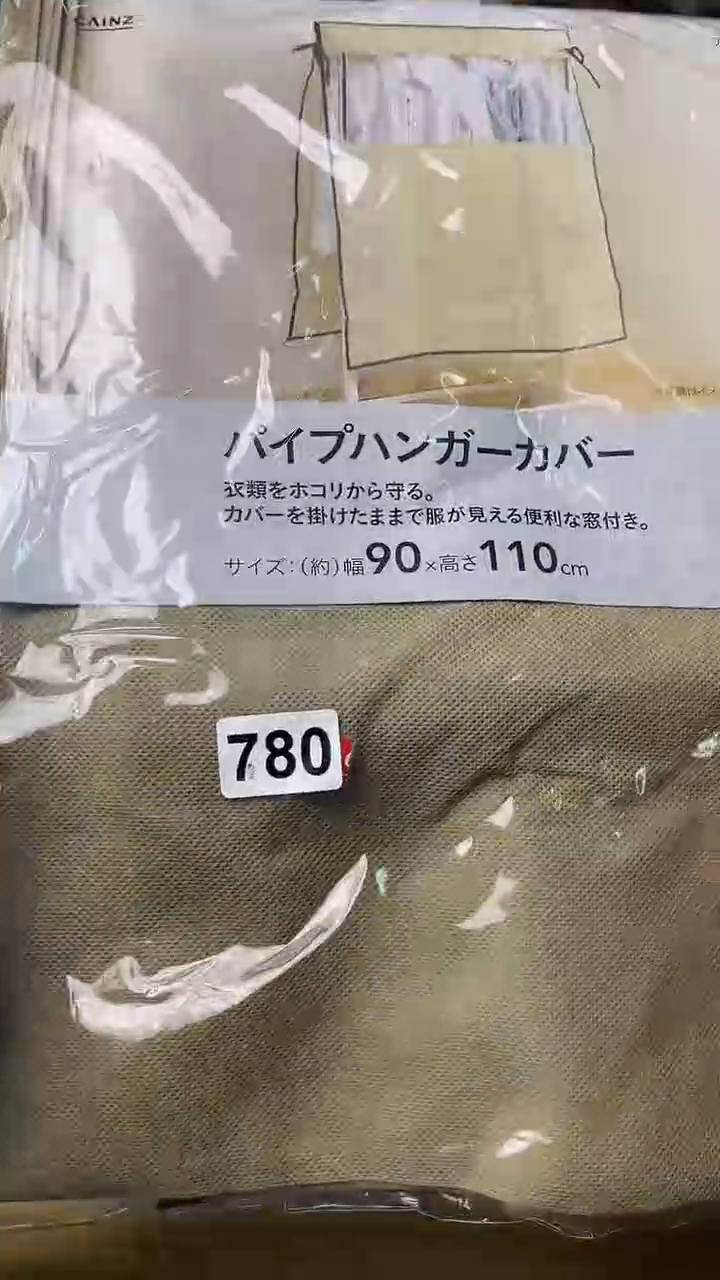 CAINZ
パイプハンガーカバー
衣類をホコリから守る。
カバーを掛けたままで服が見える便利な窓付き。
サイズ：(約)幅90×高さ110cm
780